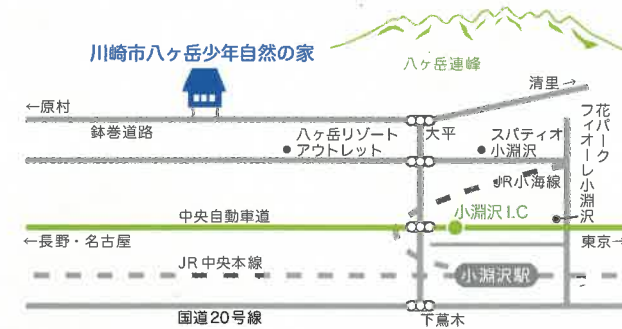 川崎市八ヶ岳少年自然の家
八ヶ岳連峰
清里→
←原村
鉢巻道路
八ヶ岳リゾート
アウトレット
大平
スパティオ
小淵沢
花パーク
フィオーレ小淵沢
JR小海線
中央自動車道
小淵沢I.C
←長野・名古屋
東京→
JR中央本線
小淵沢駅
国道20号線
下蔦木